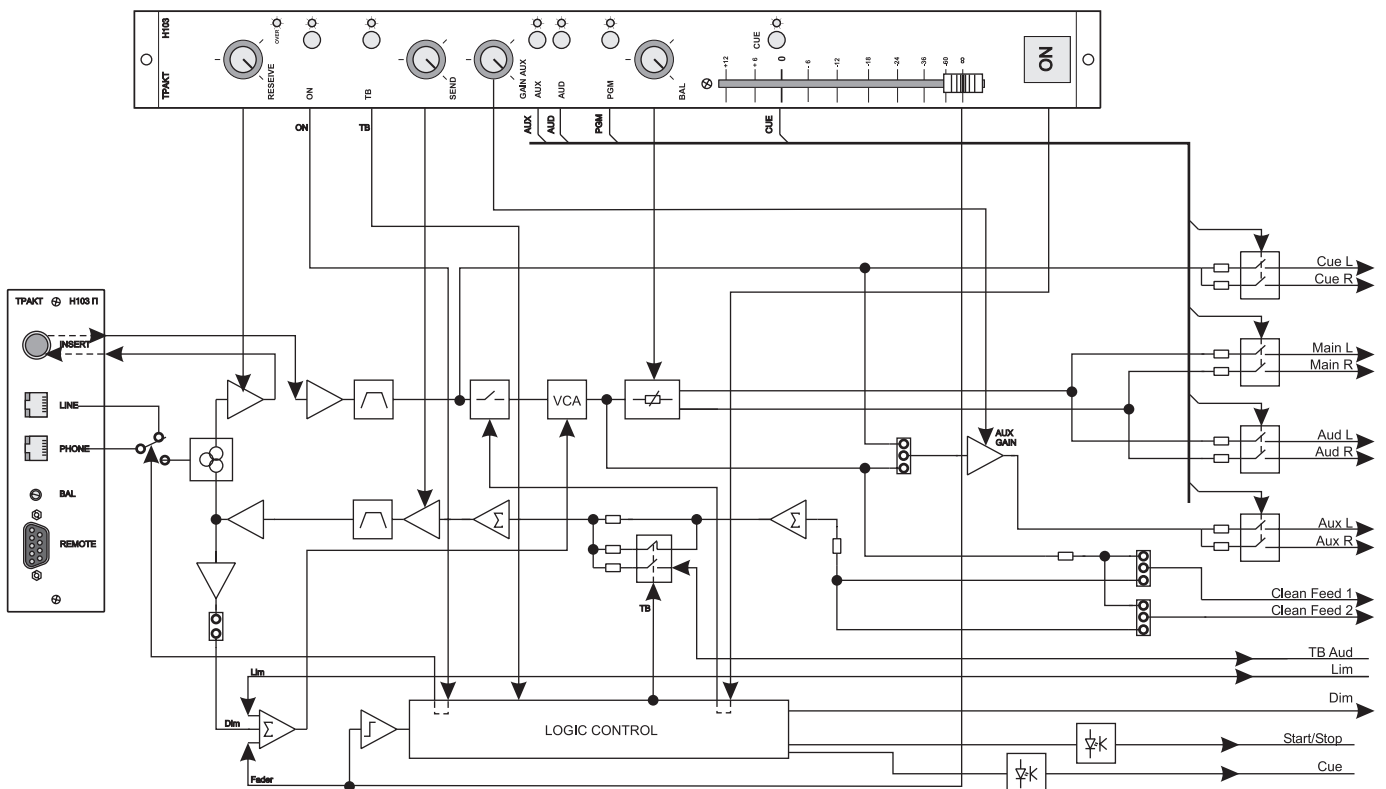 H103
ТРАКТ
OVER
RESEIVE
ON
TB
SEND
GAIN AUX
AUX
AUD
PGM
BAL
CUE
+12
+ 6
0
- 6
-12
-18
-24
-36
-60
∞
ON
ON
TB
AUX
AUD
PGM
CUE
ТРАКТ H103 П
INSERT
LINE
PHONE
BAL
REMOTE
VCA
AUX
GAIN
Σ
Σ
TB
Lim
Dim
Σ
Fader
LOGIC CONTROL
Cue L
Cue R
Main L
Main R
Aud L
Aud R
Aux L
Aux R
Clean Feed 1
Clean Feed 2
TB Aud
Lim
Dim
Start/Stop
Cue